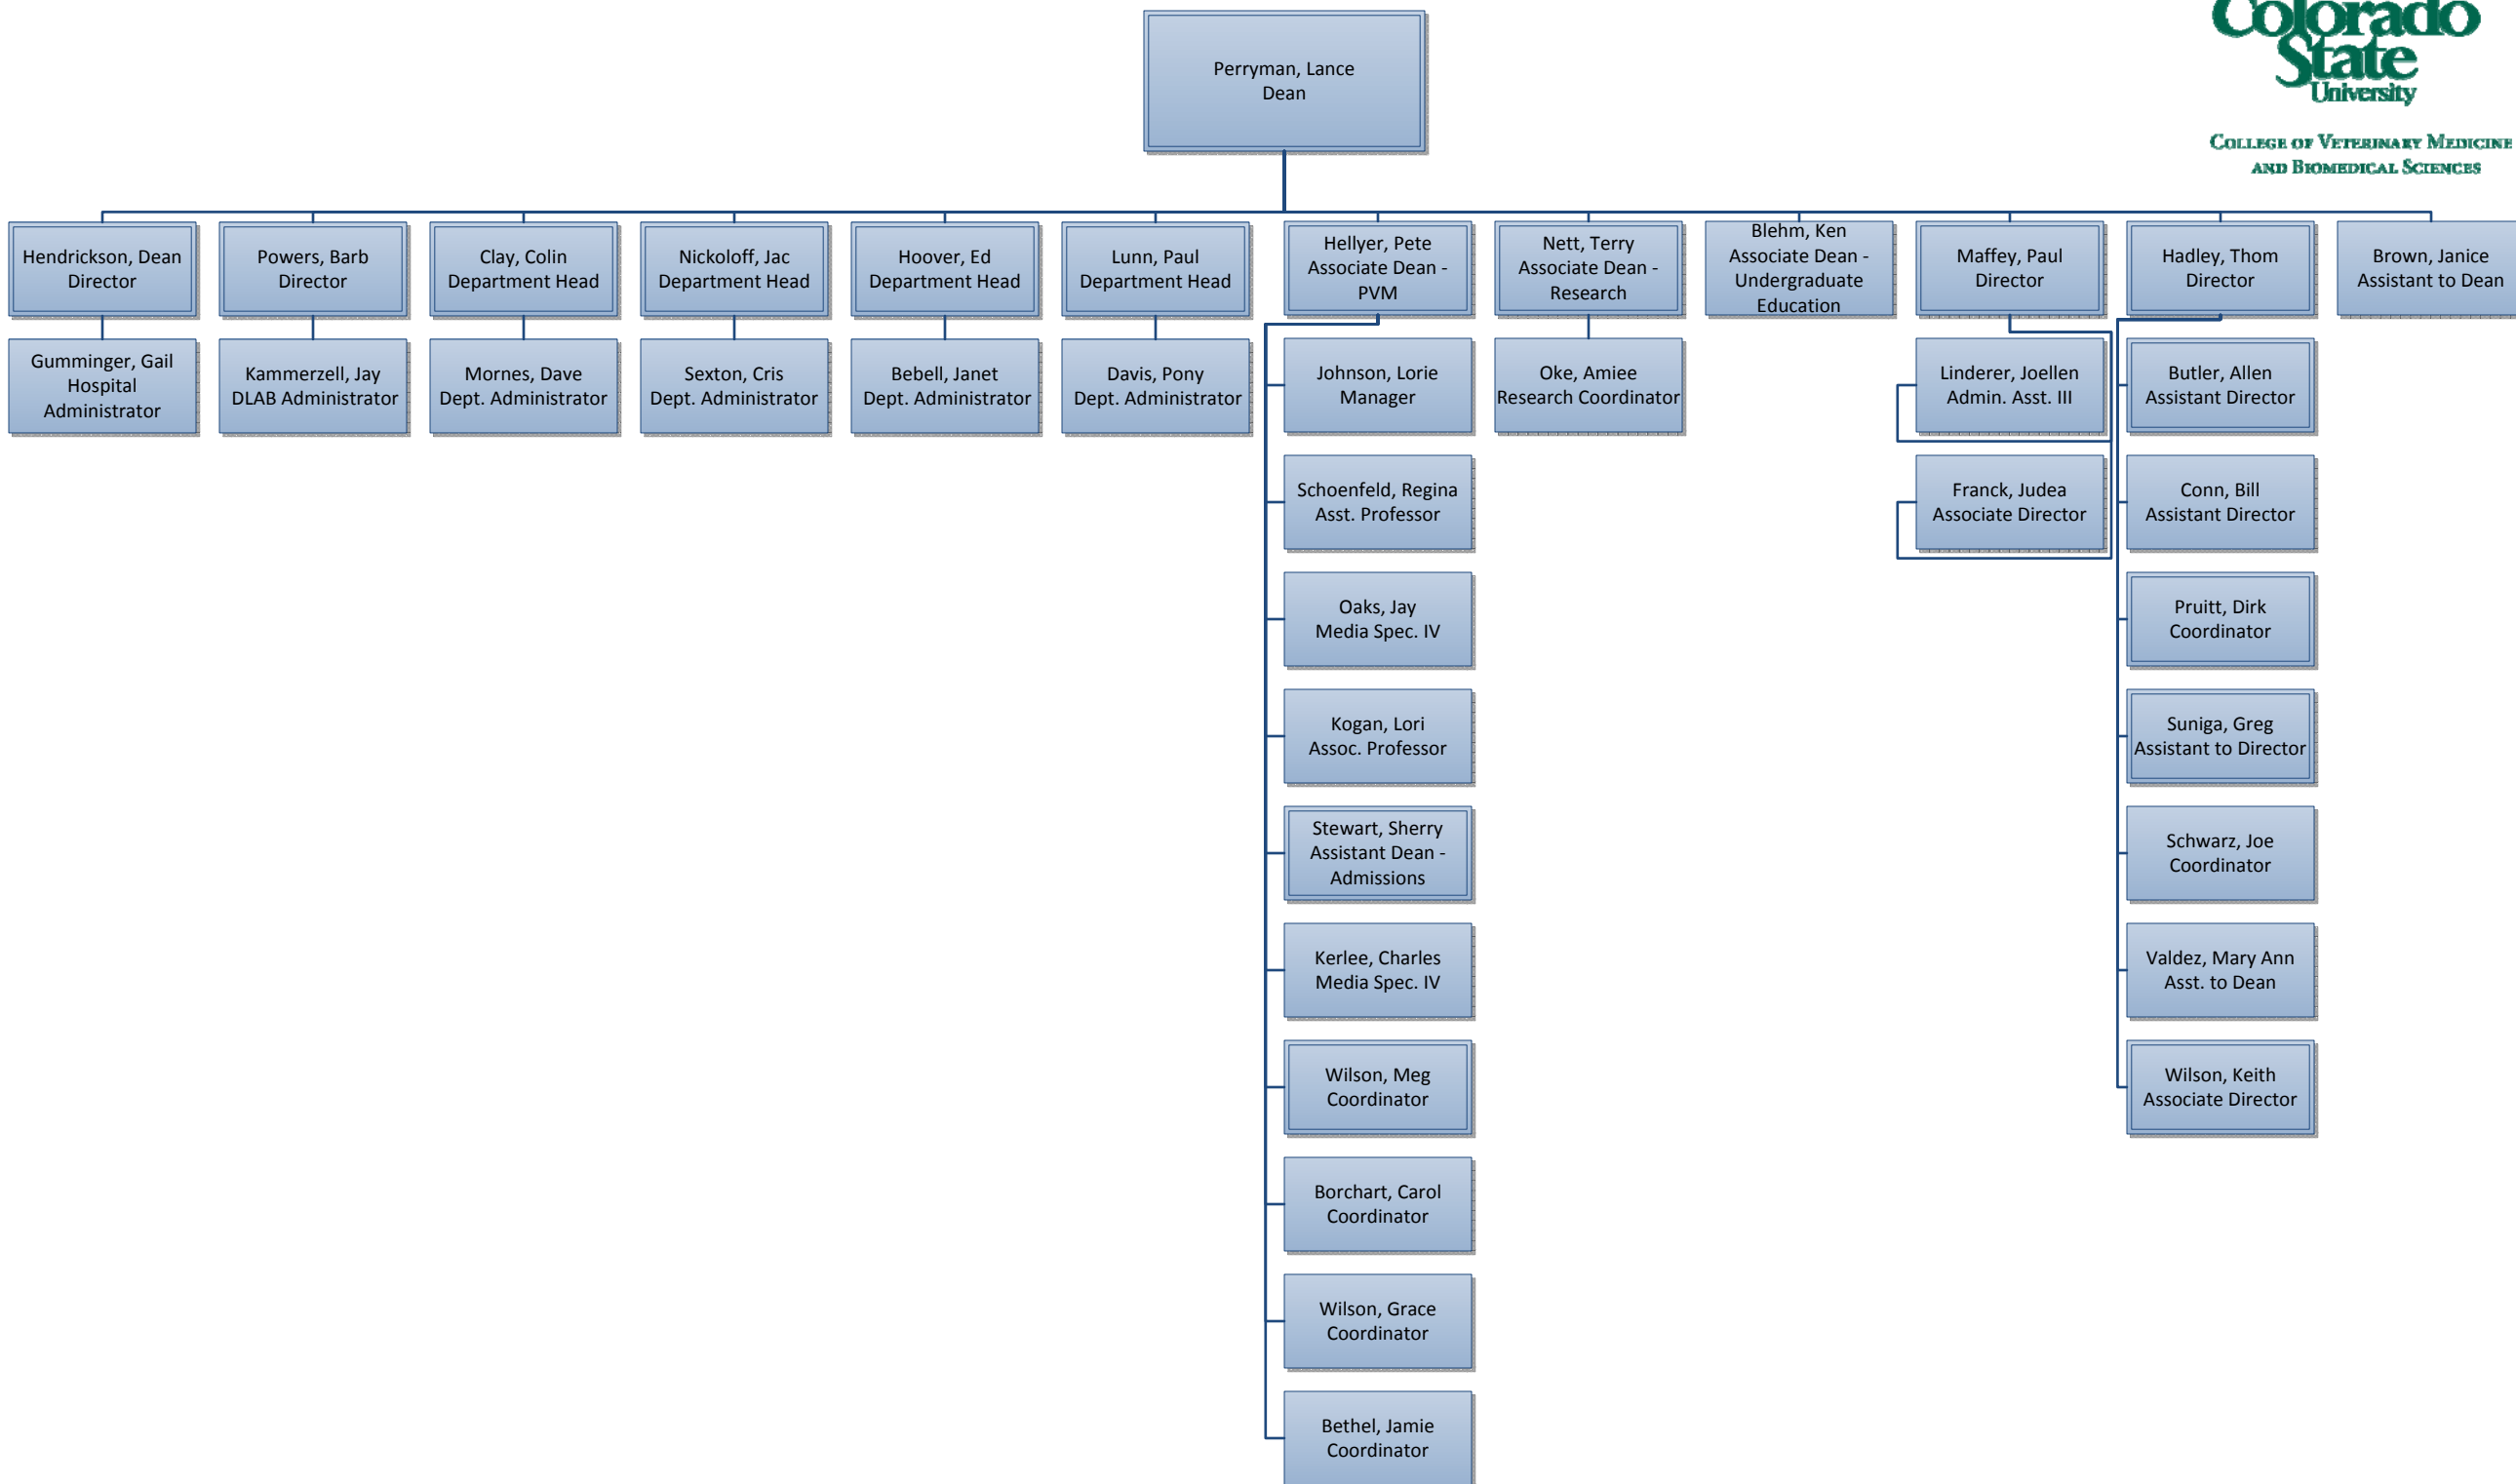 Colorado
State
University
COLLEGE OF VETERINARY MEDICINE
AND BIOMEDICAL SCIENCES
Perryman, Lance
Dean
Hendrickson, Dean
Director
Powers, Barb
Director
Clay, Colin
Department Head
Nickoloff, Jac
Department Head
Hoover, Ed
Department Head
Lunn, Paul
Department Head
Hellyer, Pete
Associate Dean -
PVM
Nett, Terry
Associate Dean -
Research
Blehm, Ken
Associate Dean -
Undergraduate
Education
Maffey, Paul
Director
Hadley, Thom
Director
Brown, Janice
Assistant to Dean
Gumminger, Gail
Hospital
Administrator
Kammerzell, Jay
DLAB Administrator
Mornes, Dave
Dept. Administrator
Sexton, Cris
Dept. Administrator
Bebell, Janet
Dept. Administrator
Davis, Pony
Dept. Administrator
Johnson, Lorie
Manager
Oke, Amiee
Research Coordinator
Linderer, Joellen
Admin. Asst. III
Butler, Allen
Assistant Director
Schoenfeld, Regina
Asst. Professor
Franck, Judea
Associate Director
Conn, Bill
Assistant Director
Oaks, Jay
Media Spec. IV
Pruitt, Dirk
Coordinator
Kogan, Lori
Assoc. Professor
Suniga, Greg
Assistant to Director
Stewart, Sherry
Assistant Dean -
Admissions
Schwarz, Joe
Coordinator
Kerlee, Charles
Media Spec. IV
Valdez, Mary Ann
Asst. to Dean
Wilson, Meg
Coordinator
Wilson, Keith
Associate Director
Borchart, Carol
Coordinator
Wilson, Grace
Coordinator
Bethel, Jamie
Coordinator